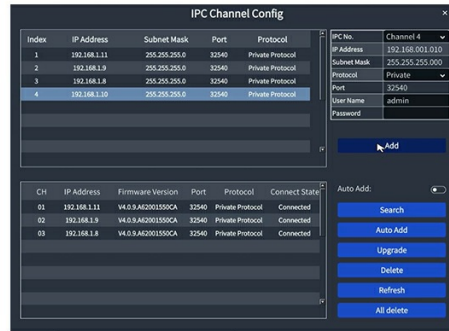 IPC Channel Config
Index IP Address Subnet Mask Port Protocol
1 192.168.1.11 255.255.255.0 32540 Private Protocol
2 192.168.1.9 255.255.255.0 32540 Private Protocol
3 192.168.1.8 255.255.255.0 32540 Private Protocol
4 192.168.1.10 255.255.255.0 32540 Private Protocol
IPC No. Channel 4
IP Address 192.168.001.010
Subnet Mask 255.255.255.000
Protocol Private
Port 32540
User Name admin
Password
Add
CH IP Address Firmware Version Port Protocol Connect State
01 192.168.1.11 V4.0.9.A62001550CA 32540 Private Protocol Connected
02 192.168.1.9 V4.0.9.A62001550CA 32540 Private Protocol Connected
03 192.168.1.8 V4.0.9.A62001550CA 32540 Private Protocol Connected
Auto Add:
Search
Auto Add
Upgrade
Delete
Refresh
All delete